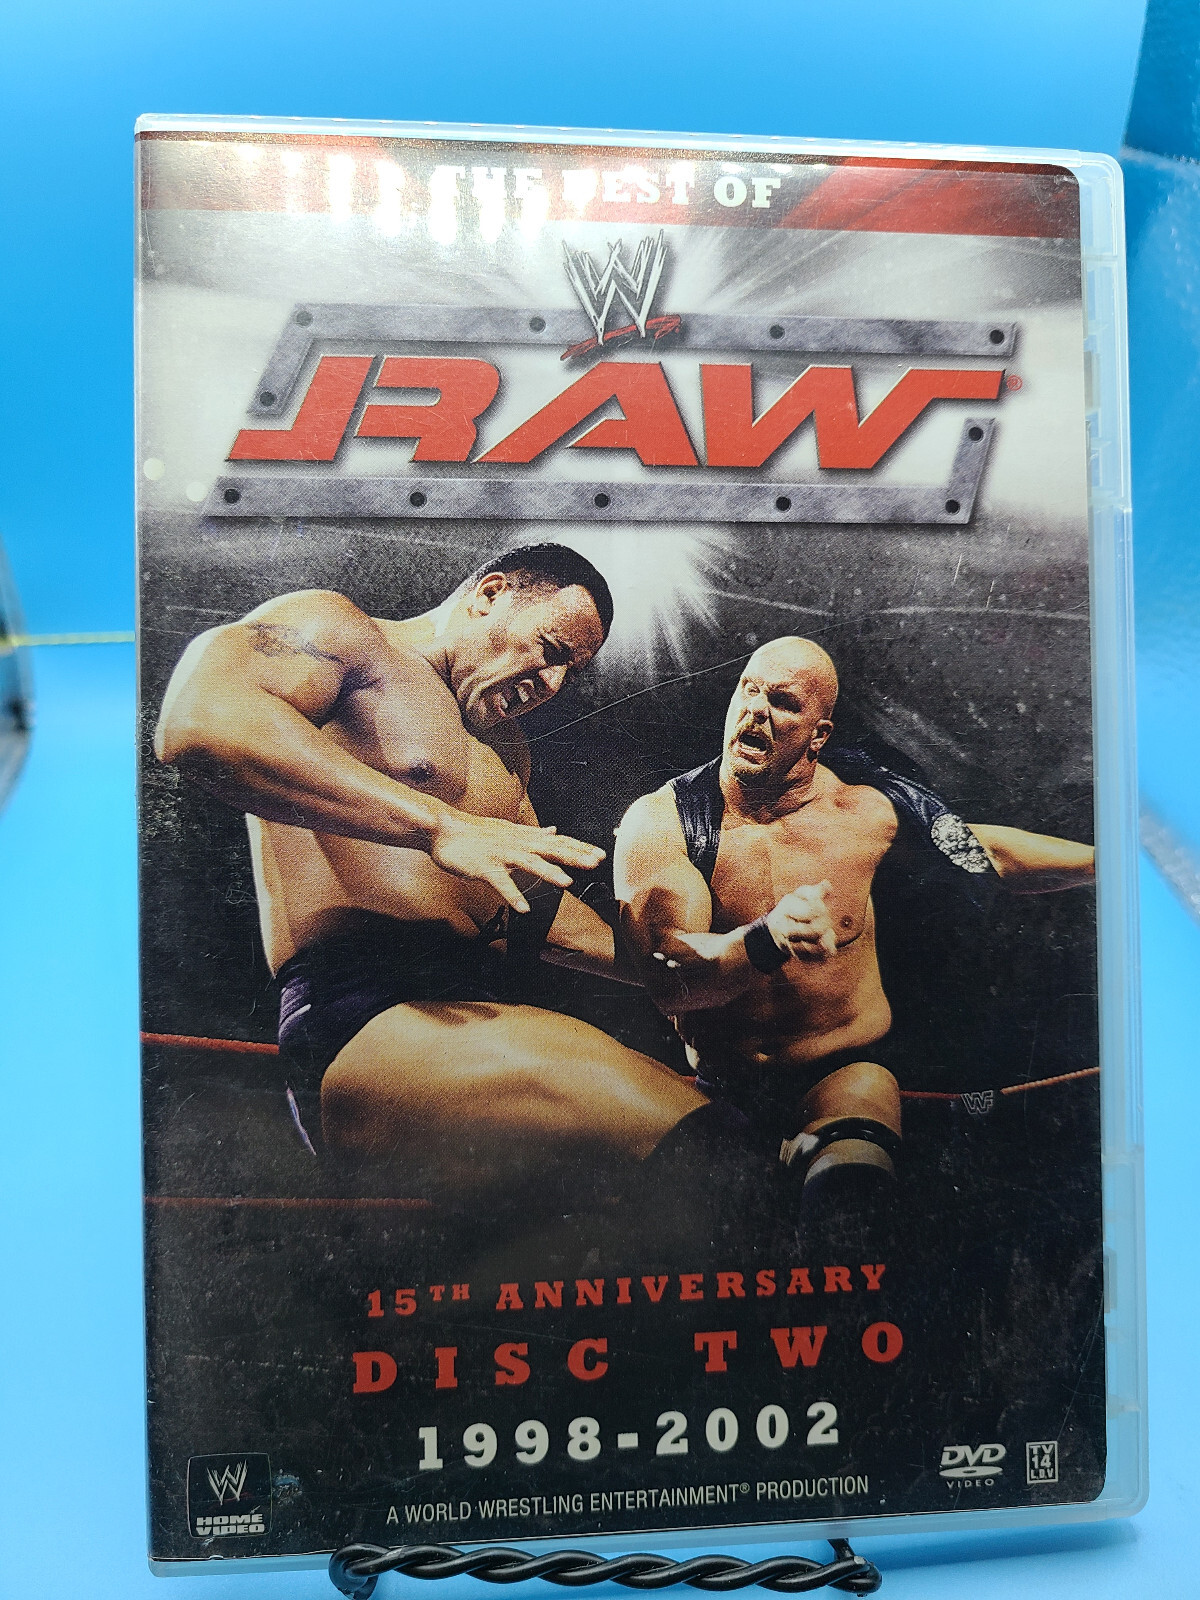 THE BEST OF
W
RAW®
WF
15TH ANNIVERSARY
DISC TWO
1998-2002
W
HOME
VIDEO
A WORLD WRESTLING ENTERTAINMENT® PRODUCTION
DVD
VIDEO
TV
14
L,D,V